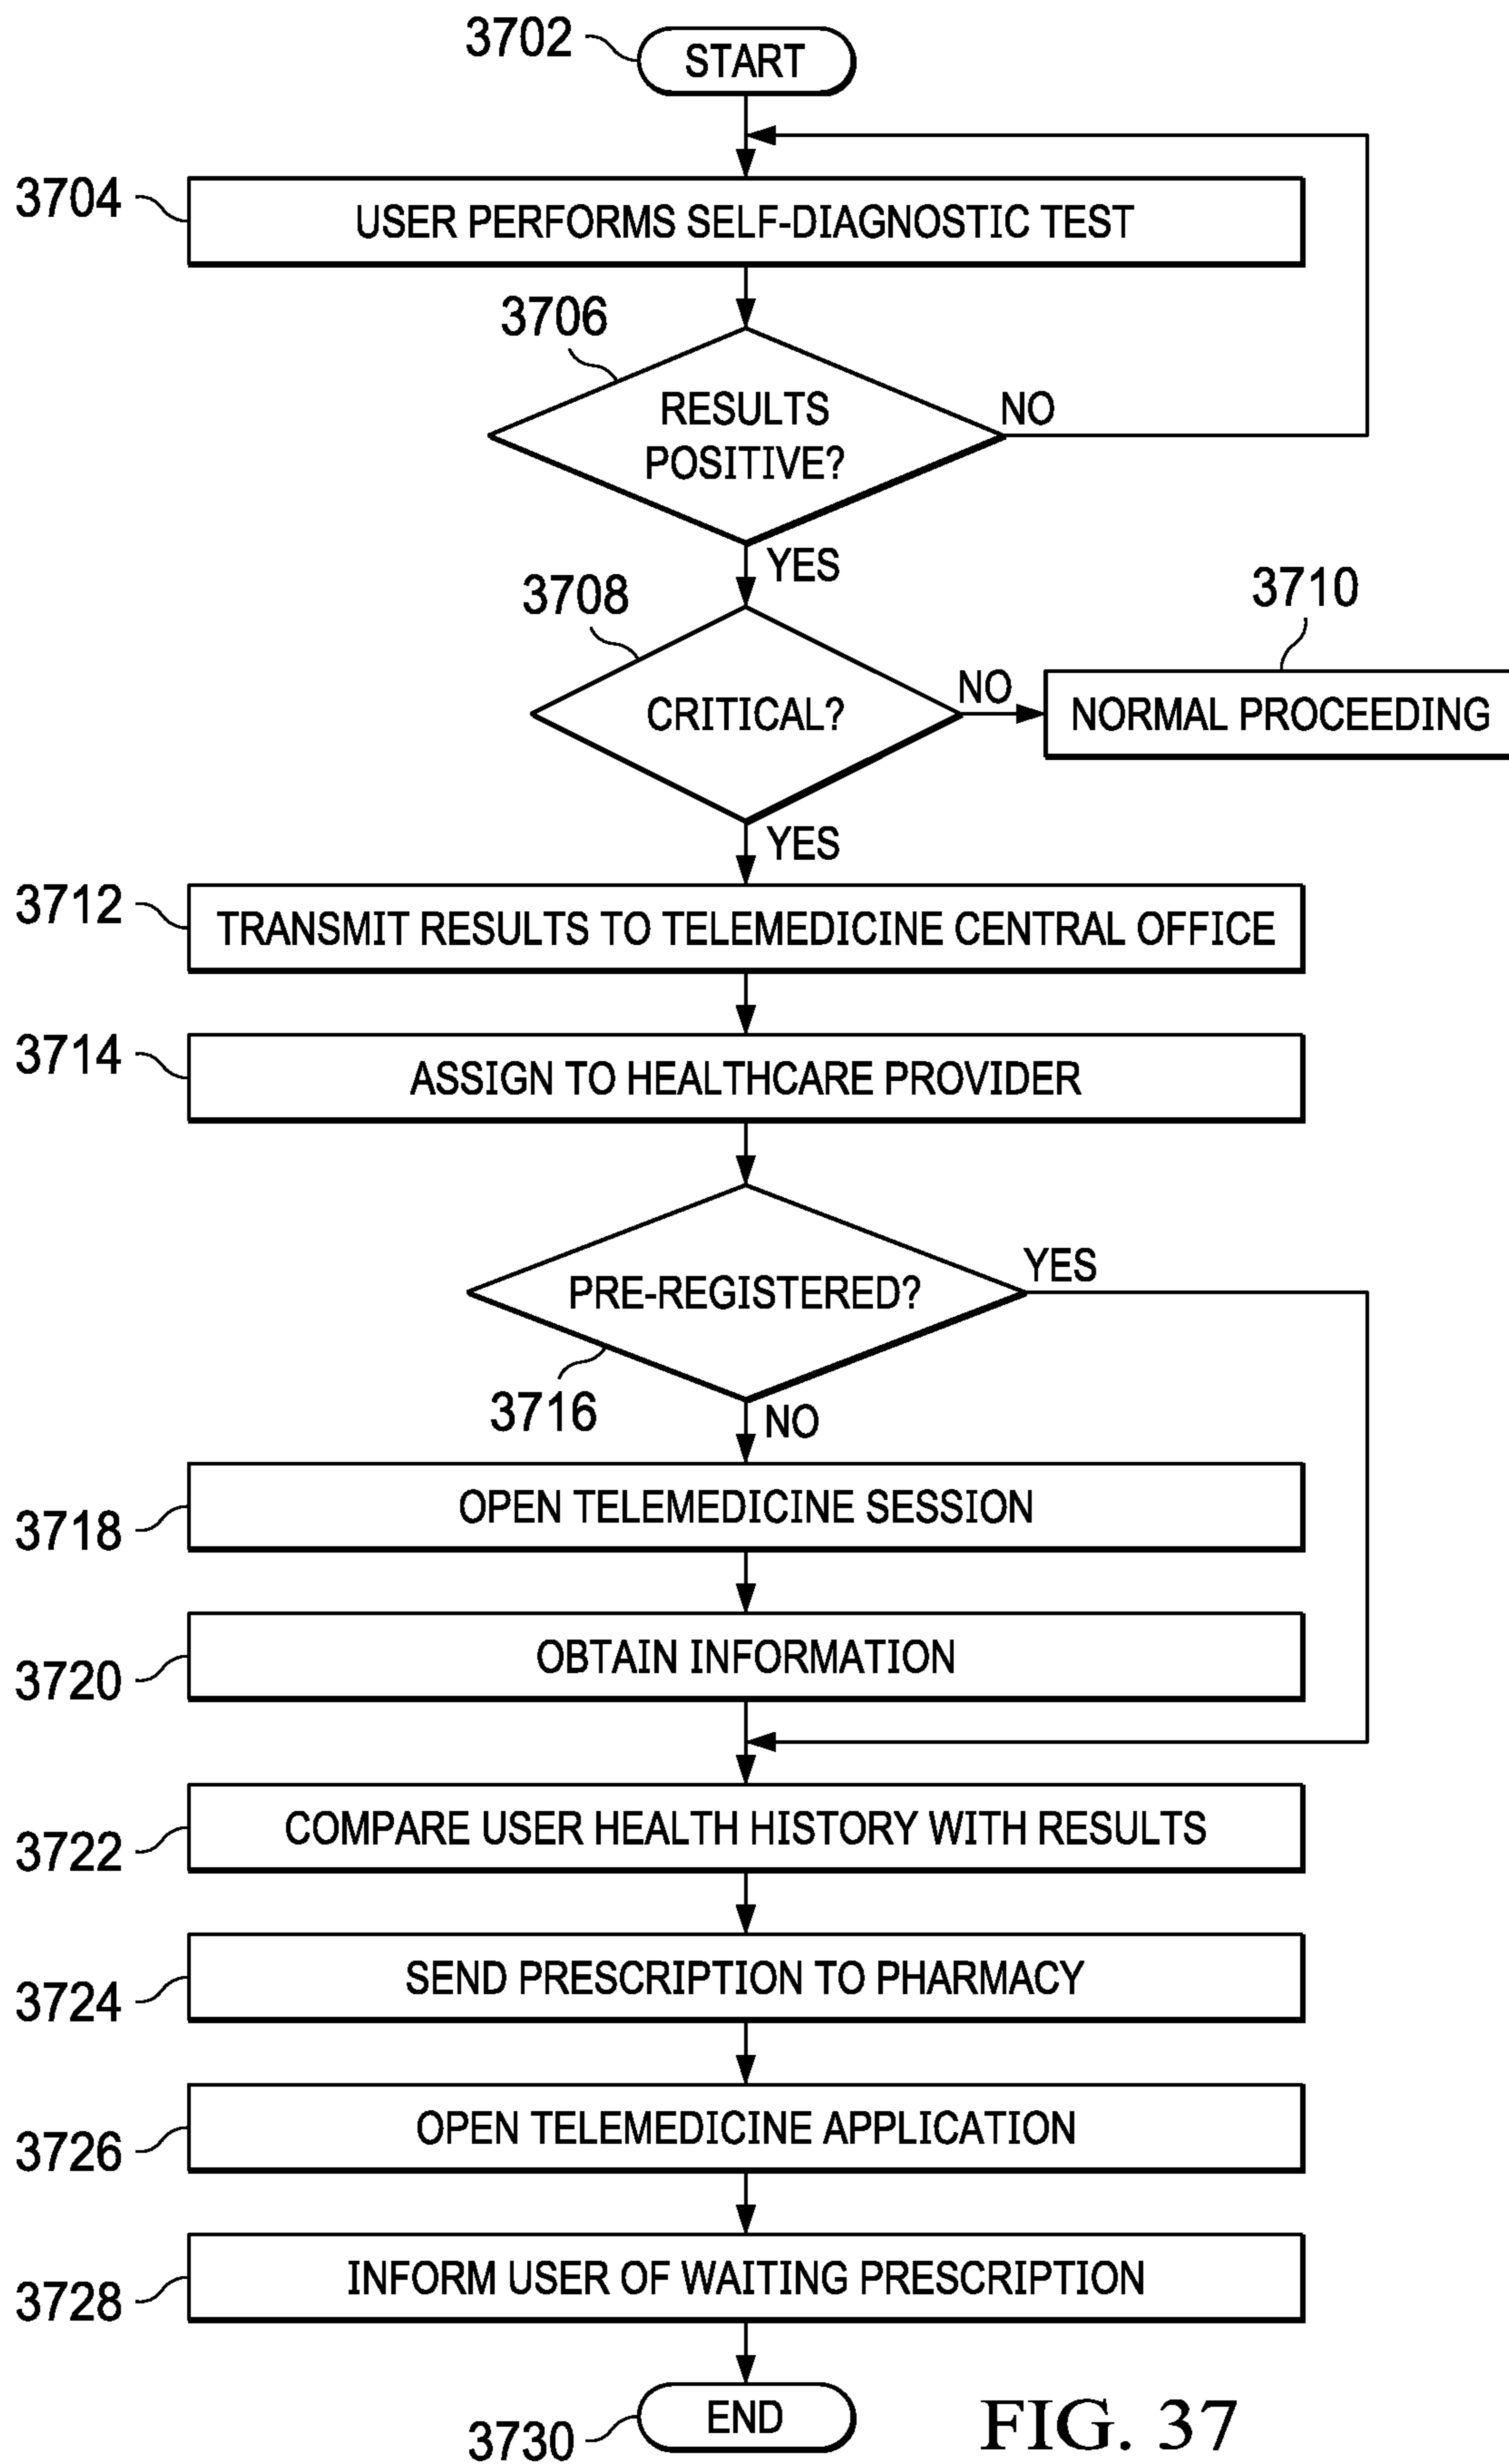 3702
START
3704
USER PERFORMS SELF-DIAGNOSTIC TEST
3706
RESULTS
POSITIVE?
NO
YES
3708
CRITICAL?
NO
3710
NORMAL PROCEEDING
YES
3712
TRANSMIT RESULTS TO TELEMEDICINE CENTRAL OFFICE
3714
ASSIGN TO HEALTHCARE PROVIDER
PRE-REGISTERED?
YES
3716
NO
3718
OPEN TELEMEDICINE SESSION
3720
OBTAIN INFORMATION
3722
COMPARE USER HEALTH HISTORY WITH RESULTS
3724
SEND PRESCRIPTION TO PHARMACY
3726
OPEN TELEMEDICINE APPLICATION
3728
INFORM USER OF WAITING PRESCRIPTION
3730
END
FIG. 37